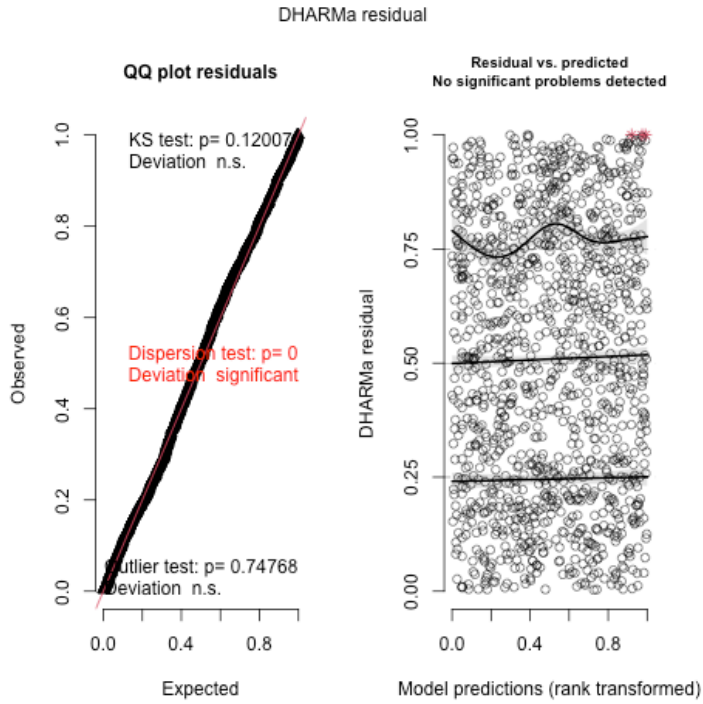 DHARMa residual
QQ plot residuals
KS test: p= 0.12007
Deviation n.s.
Dispersion test: p= 0
Deviation significant
Outlier test: p= 0.74768
Deviation n.s.
Observed
0.0
0.2
0.4
0.6
0.8
1.0
0.0
0.4
0.8
Expected
Residual vs. predicted
No significant problems detected
DHARMa residual
0.00
0.25
0.50
0.75
1.00
0.0
0.4
0.8
Model predictions (rank transformed)